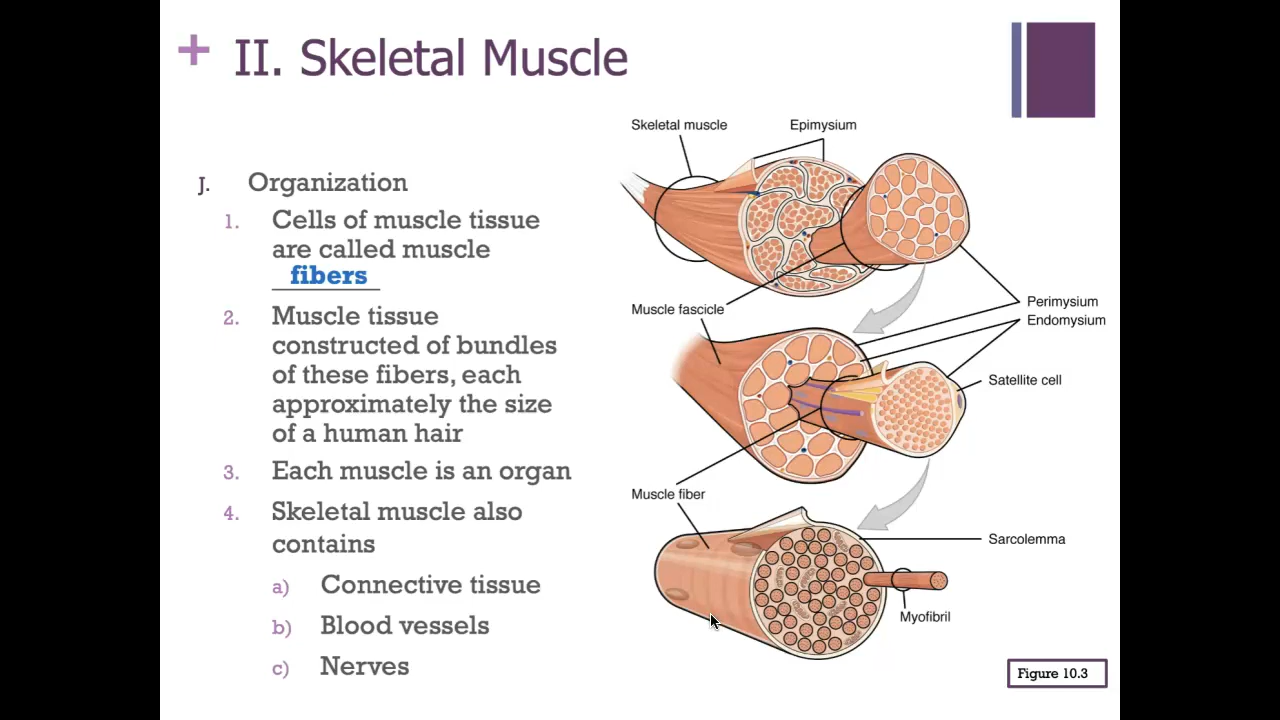 + II. Skeletal Muscle
J. Organization
1. Cells of muscle tissue
are called muscle
fibers
2. Muscle tissue
constructed of bundles
of these fibers, each
approximately the size
of a human hair
3. Each muscle is an organ
4. Skeletal muscle also
contains
a) Connective tissue
b) Blood vessels
c) Nerves
Skeletal muscle
Epimysium
Muscle fascicle
Perimysium
Endomysium
Satellite cell
Muscle fiber
Sarcolemma
Myofibril
Figure 10.3